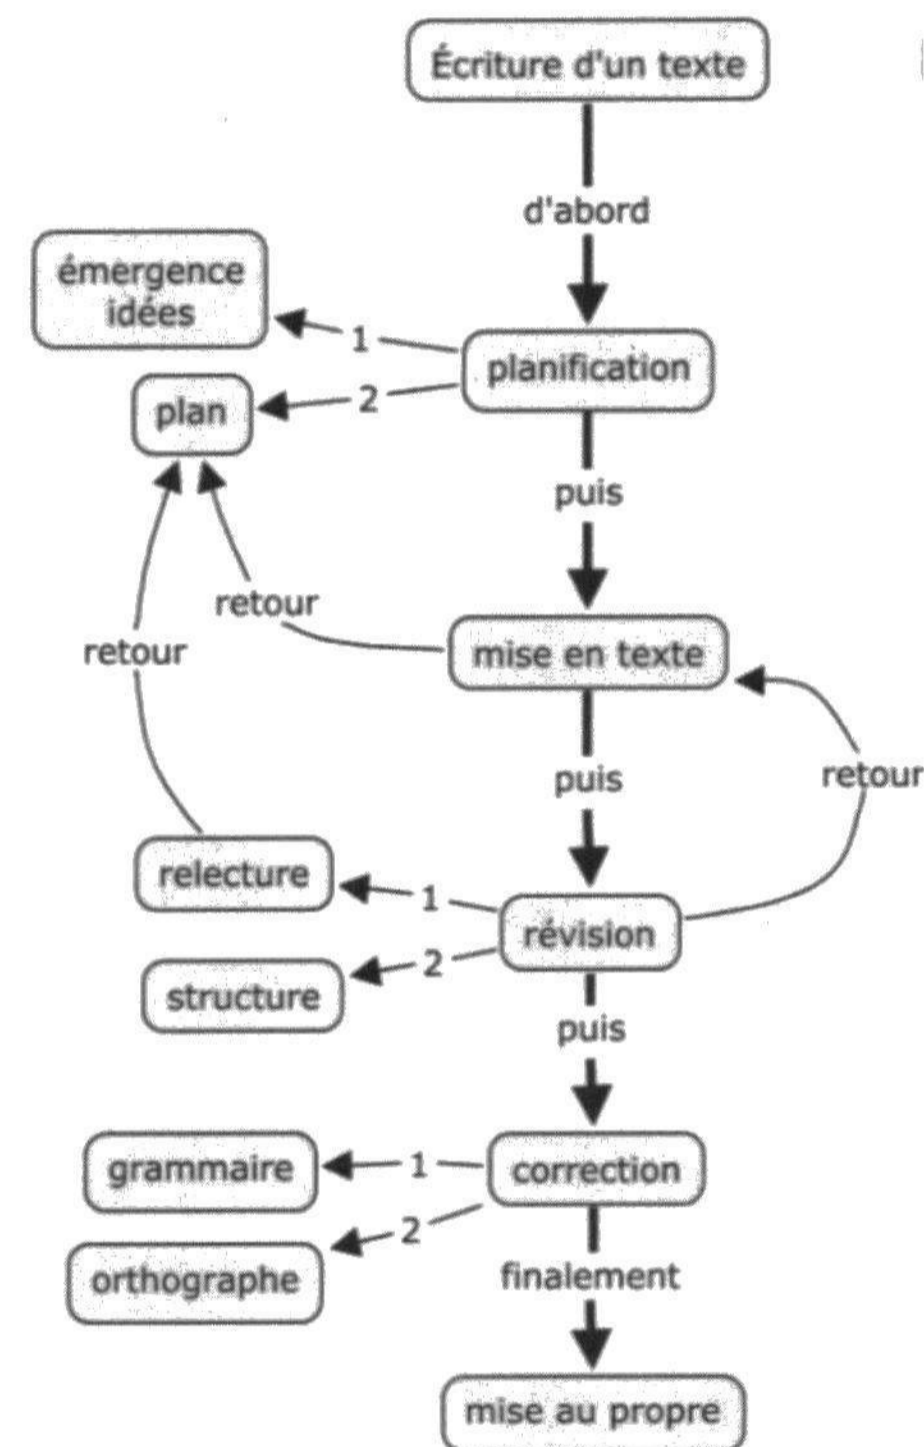 Écriture d'un texte
d'abord
émergence
idées
1
planification
2
plan
puis
retour
retour
mise en texte
puis
retour
relecture
1
révision
2
structure
puis
grammaire
1
correction
2
orthographe
finalement
mise au propre